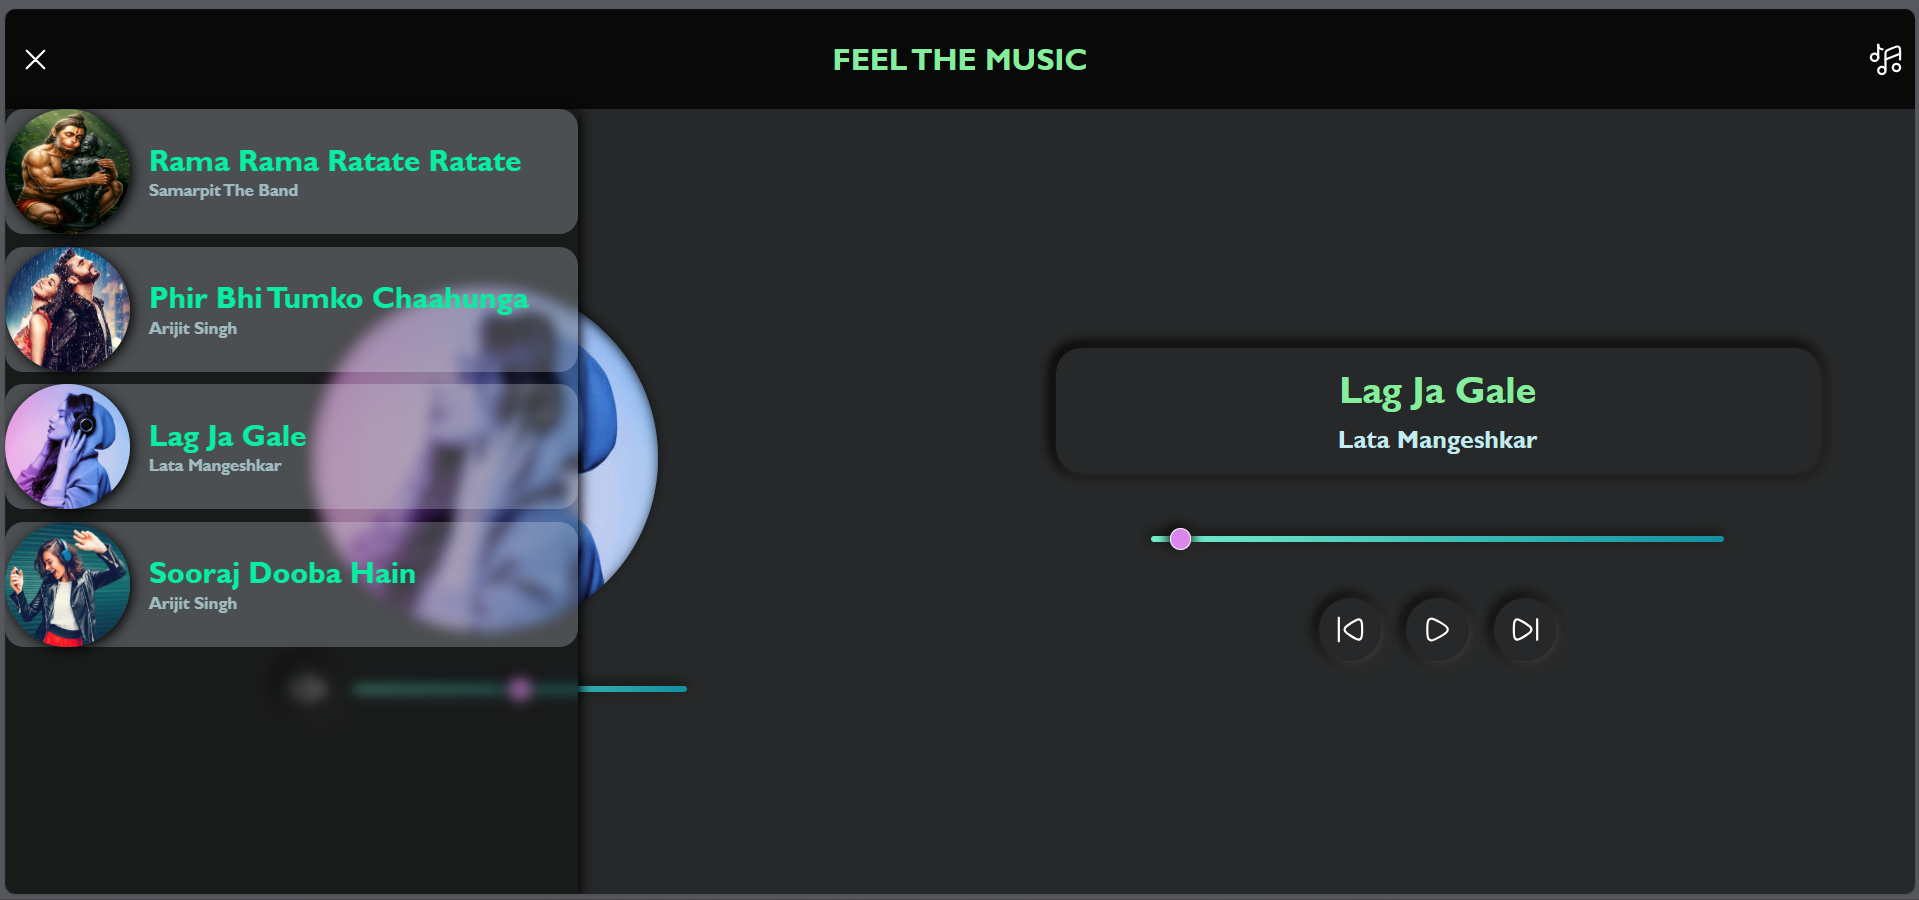 FEEL THE MUSIC
Rama Rama Ratate Ratate
Samarpit The Band
Phir Bhi Tumko Chaahunga
Arijit Singh
Lag Ja Gale
Lata Mangeshkar
Sooraj Dooba Hain
Arijit Singh
Lag Ja Gale
Lata Mangeshkar